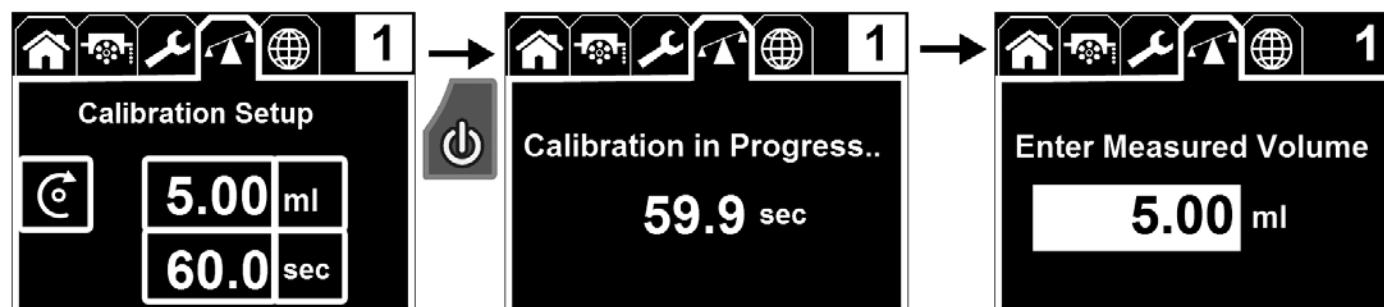 1
Calibration Setup
5.00 ml
60.0 sec
1
Calibration in Progress..
59.9 sec
1
Enter Measured Volume
5.00 ml